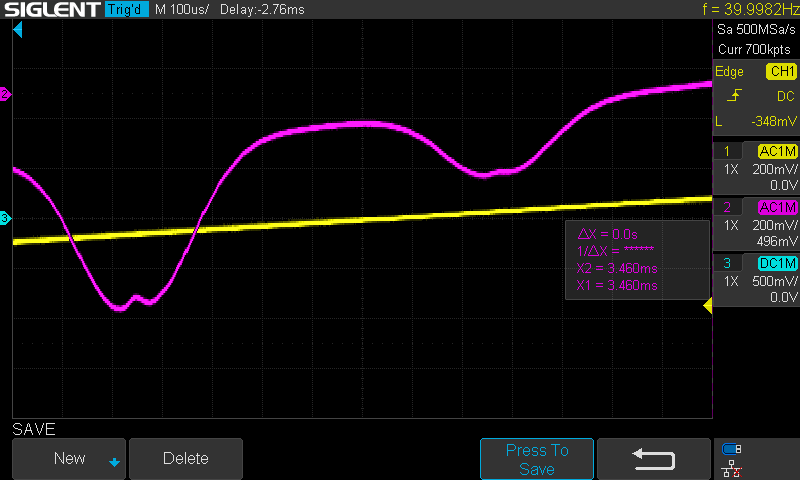 SIGLENT Trig'd M 100us/ Delay:-2.76ms f = 39.9982Hz
Sa 500MSa/s
Curr 700kpts
Edge CH1
DC
L -348mV
1 AC1M
1X 200mV/
0.0V
2 AC1M
1X 200mV/
496mV
3 DC1M
1X 500mV/
0.0V
2
3
ΔX = 0.0s
1/ΔX = ******
X2 = 3.460ms
X1 = 3.460ms
SAVE
New Delete Press To
Save